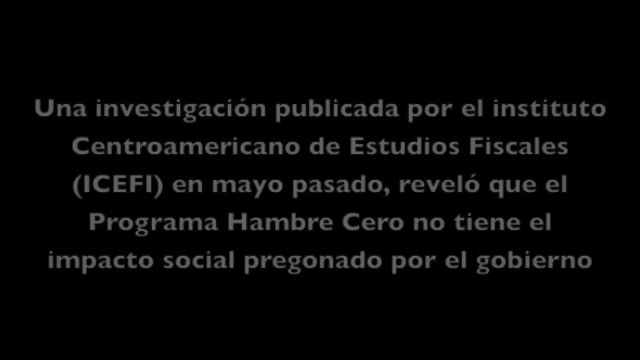 Una investigación publicada por el instituto
Centroamericano de Estudios Fiscales
(ICEFI) en mayo pasado, reveló que el
Programa Hambre Cero no tiene el
impacto social pregonado por el gobierno